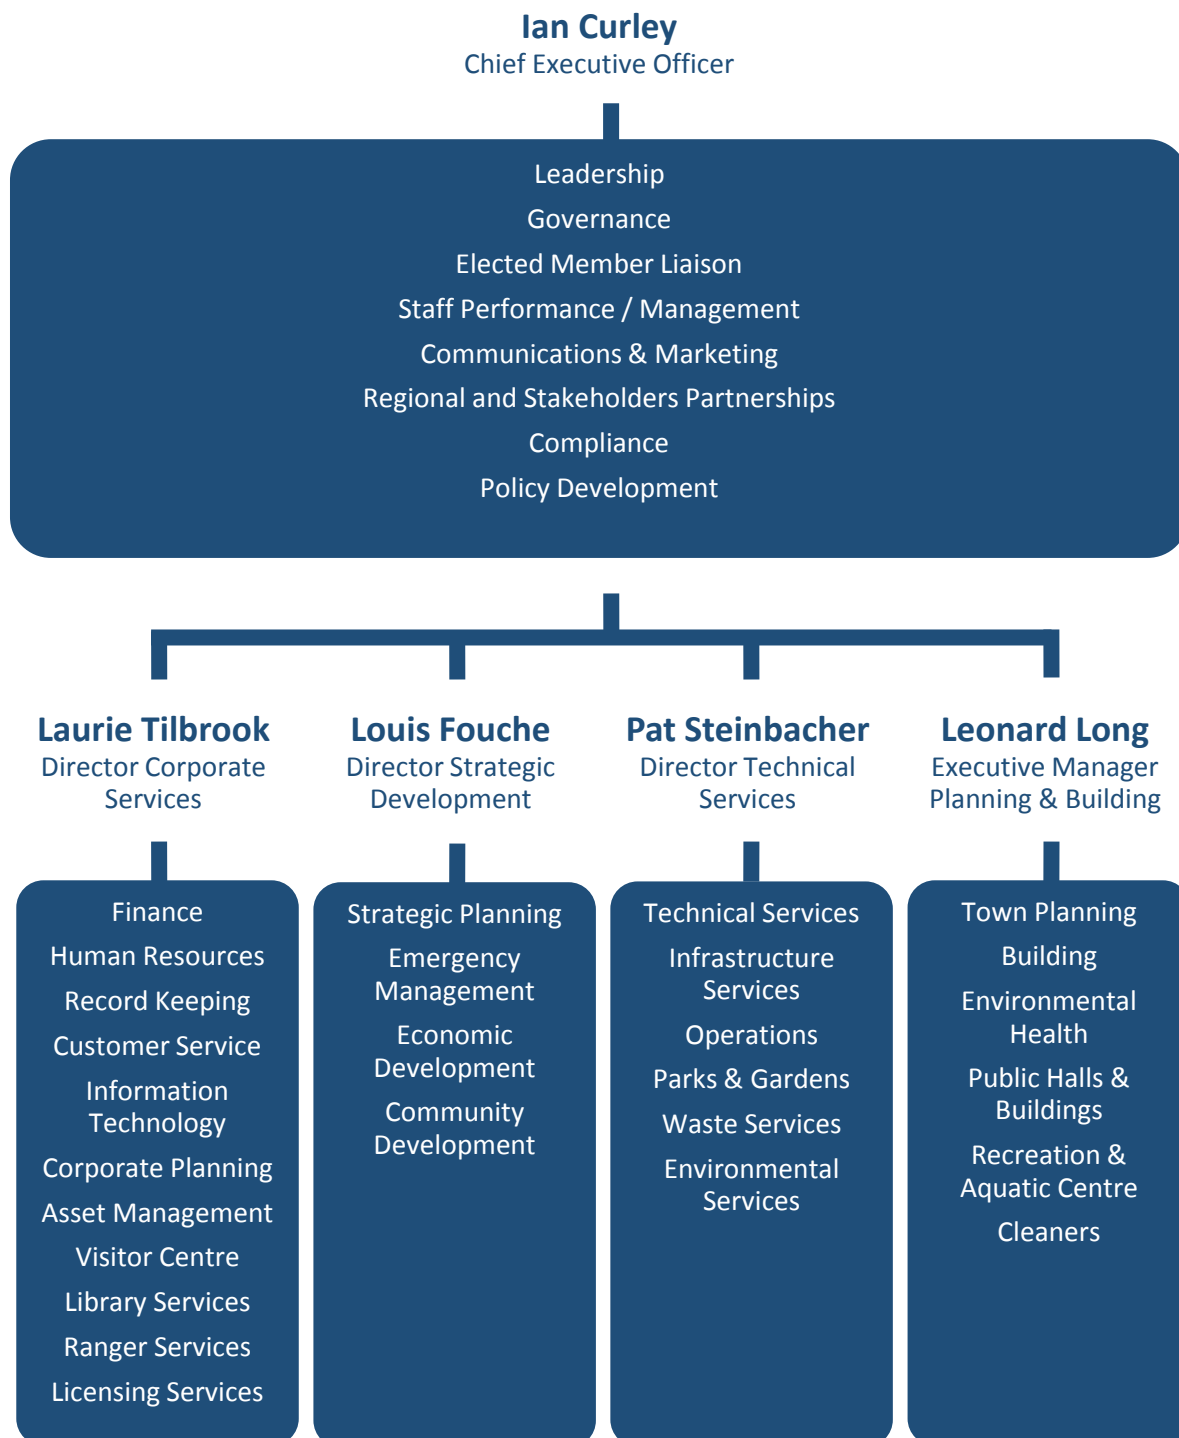 Ian Curley
Chief Executive Officer
Leadership
Governance
Elected Member Liaison
Staff Performance / Management
Communications & Marketing
Regional and Stakeholders Partnerships
Compliance
Policy Development
Laurie Tilbrook
Director Corporate
Services
Finance
Human Resources
Record Keeping
Customer Service
Information
Technology
Corporate Planning
Asset Management
Visitor Centre
Library Services
Ranger Services
Licensing Services
Louis Fouche
Director Strategic
Development
Strategic Planning
Emergency
Management
Economic
Development
Community
Development
Pat Steinbacher
Director Technical
Services
Technical Services
Infrastructure
Services
Operations
Parks & Gardens
Waste Services
Environmental
Services
Leonard Long
Executive Manager
Planning & Building
Town Planning
Building
Environmental
Health
Public Halls &
Buildings
Recreation &
Aquatic Centre
Cleaners